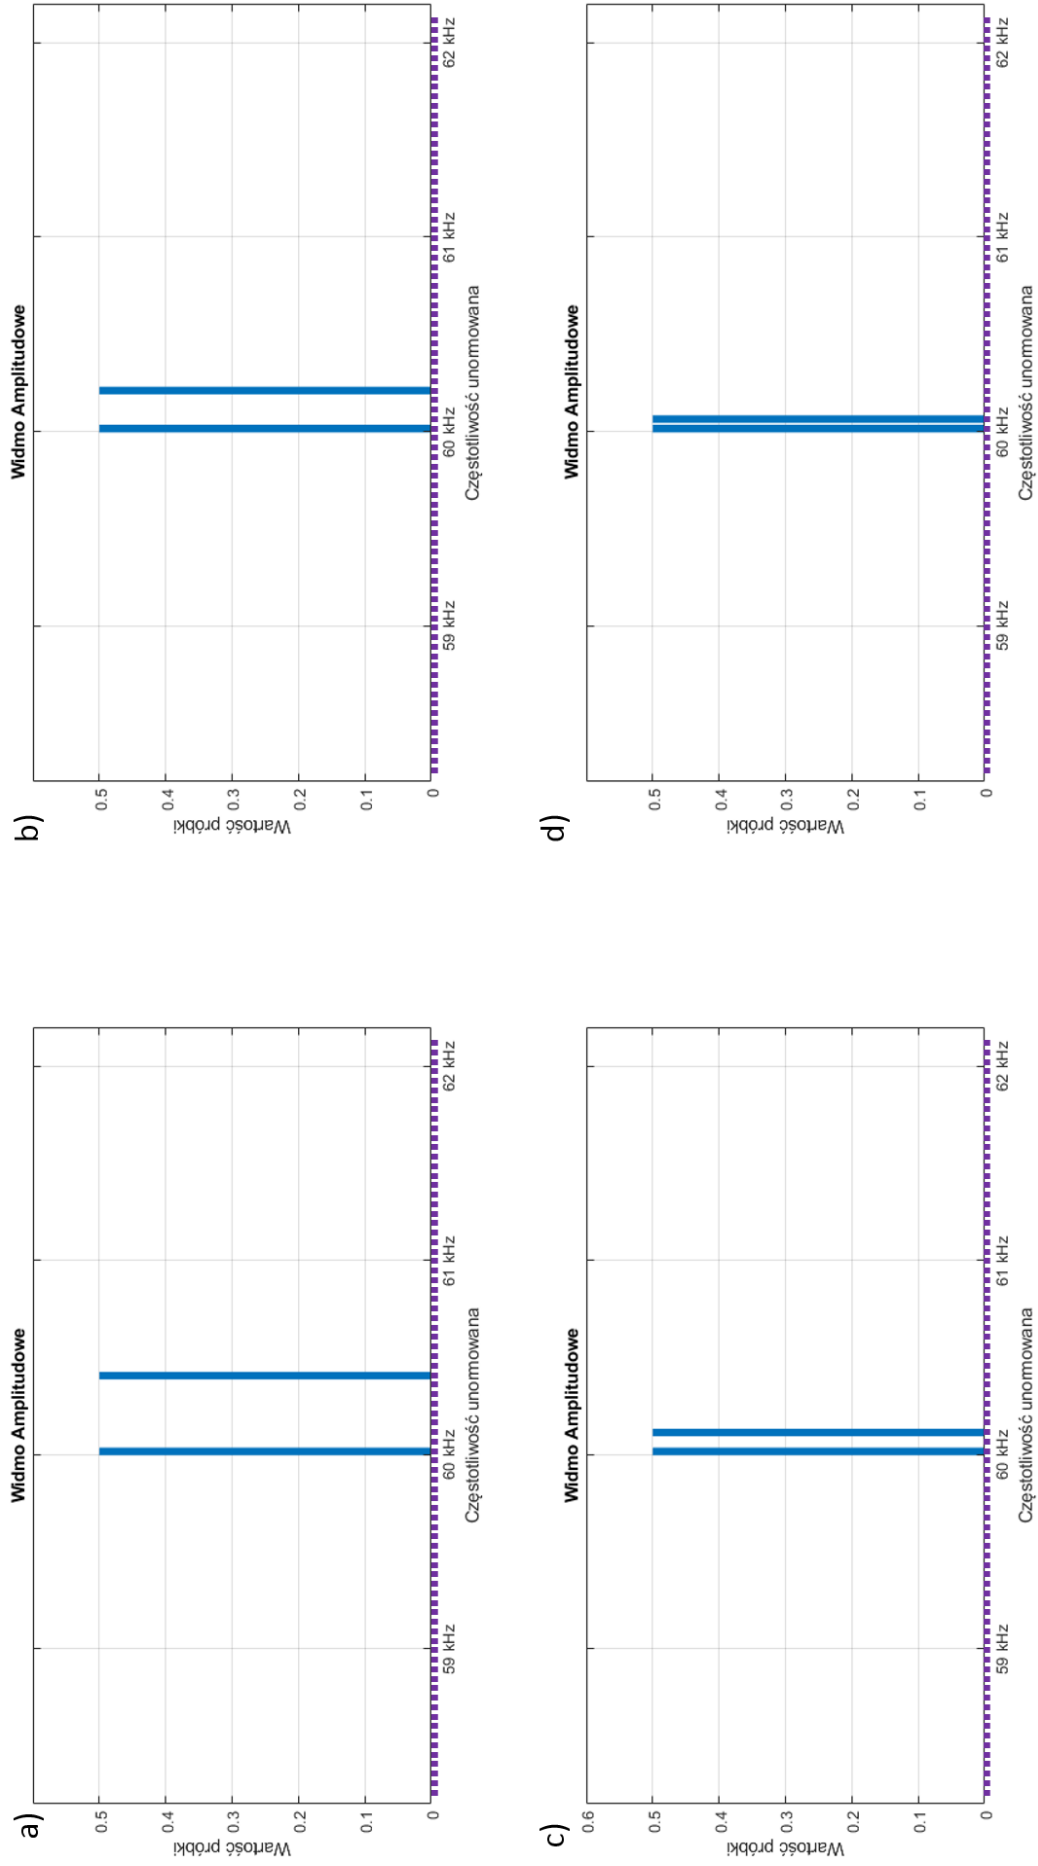 a)
Widmo Amplitudowe
Wartość próbki
0.5
0.4
0.3
0.2
0.1
0
59 kHz
60 kHz
61 kHz
62 kHz
Częstotliwość unormowana
b)
Widmo Amplitudowe
Wartość próbki
0.5
0.4
0.3
0.2
0.1
0
59 kHz
60 kHz
61 kHz
62 kHz
Częstotliwość unormowana
c)
Widmo Amplitudowe
Wartość próbki
0.6
0.5
0.4
0.3
0.2
0.1
0
59 kHz
60 kHz
61 kHz
62 kHz
Częstotliwość unormowana
d)
Widmo Amplitudowe
Wartość próbki
0.5
0.4
0.3
0.2
0.1
0
59 kHz
60 kHz
61 kHz
62 kHz
Częstotliwość unormowana